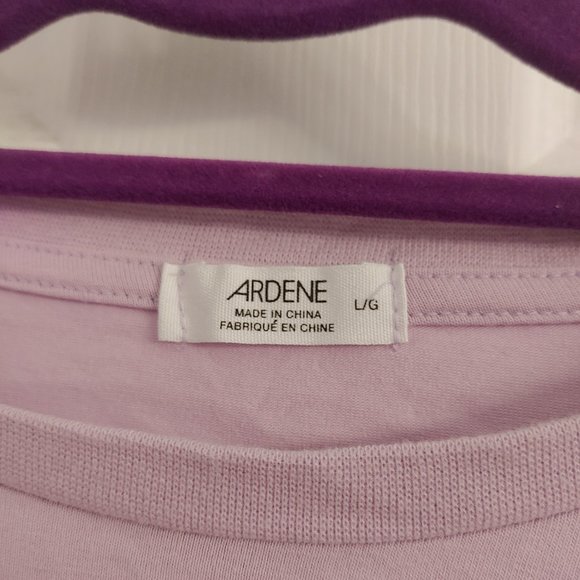 ARDENE L/G
MADE IN CHINA
FABRIQUÉ EN CHINE